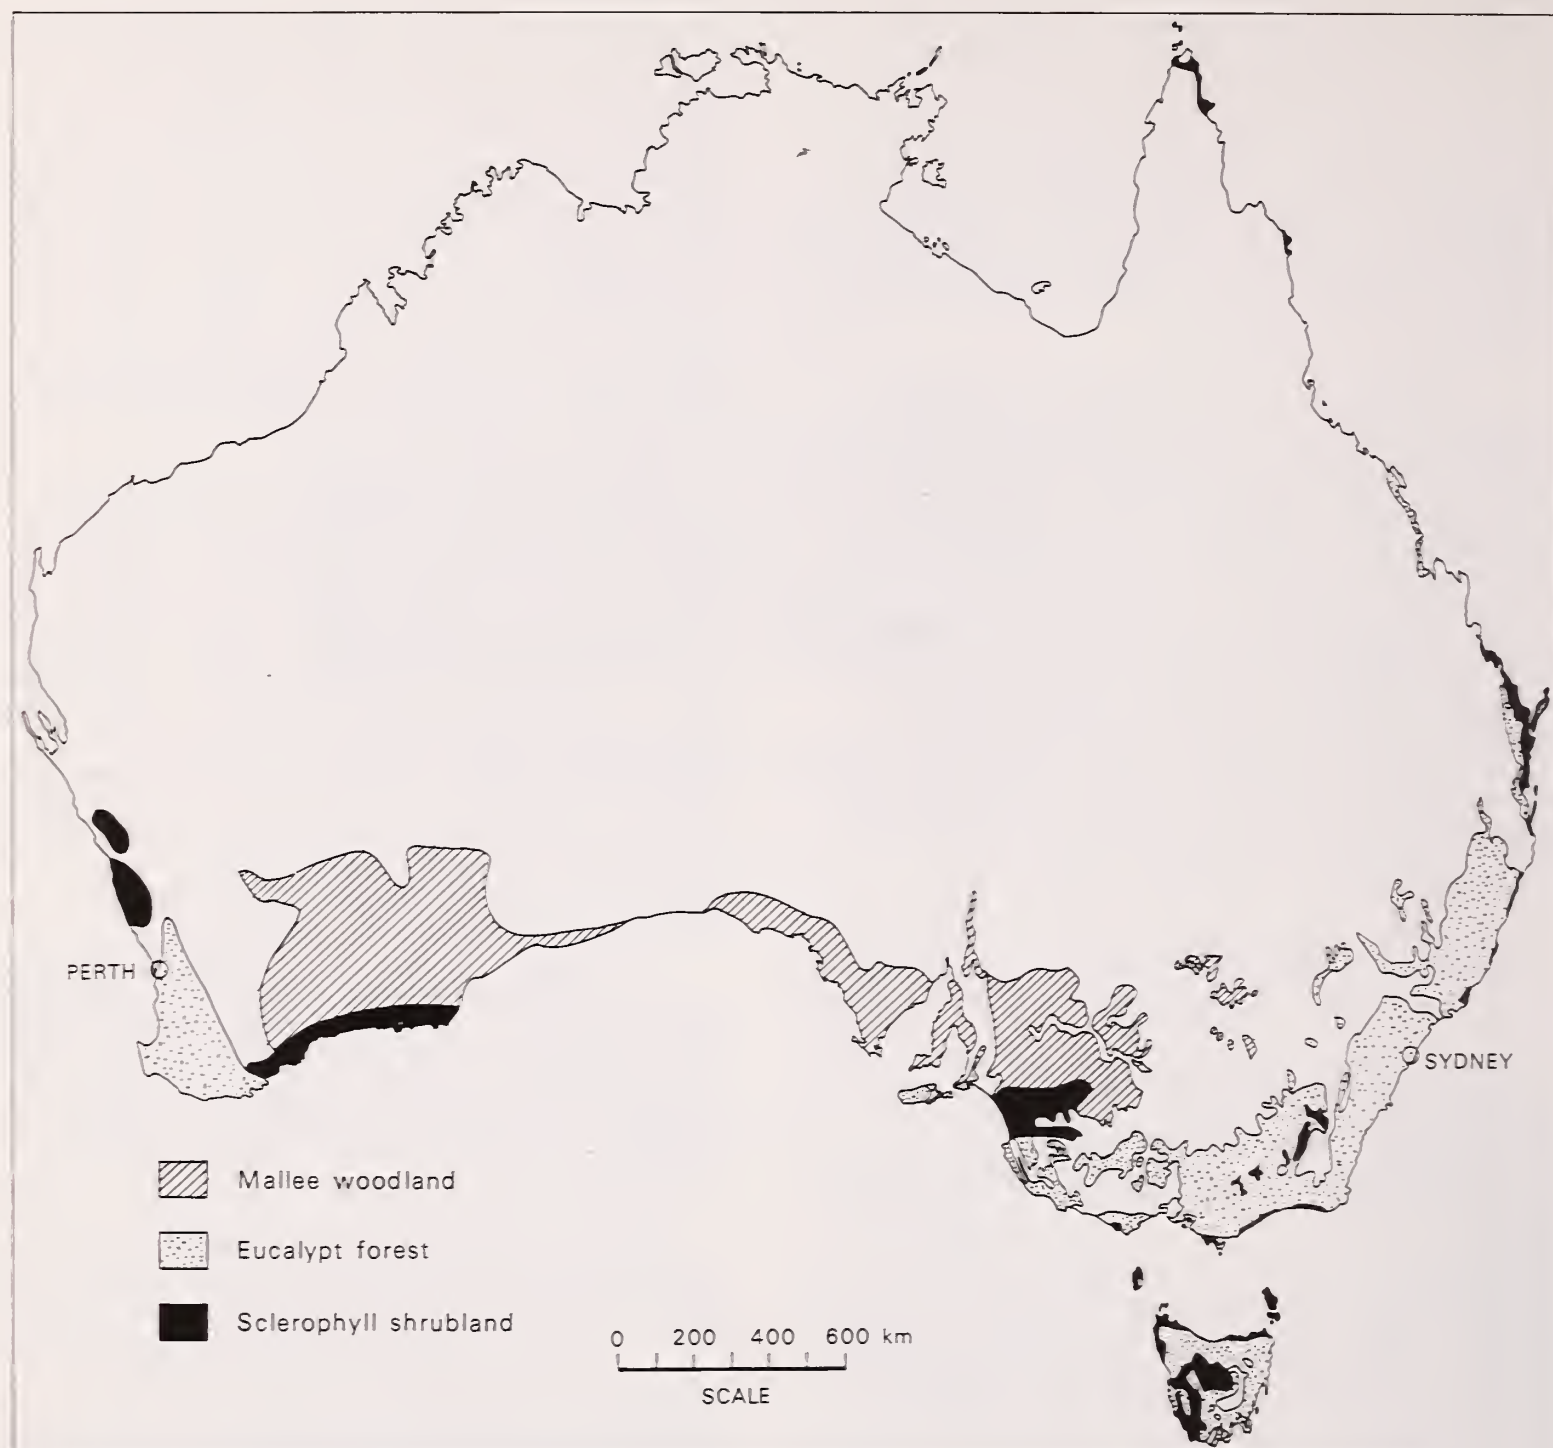 PERTH
SYDNEY
Mallee woodland
Eucalypt forest
Sclerophyll shrubland
0 200 400 600 km
SCALE